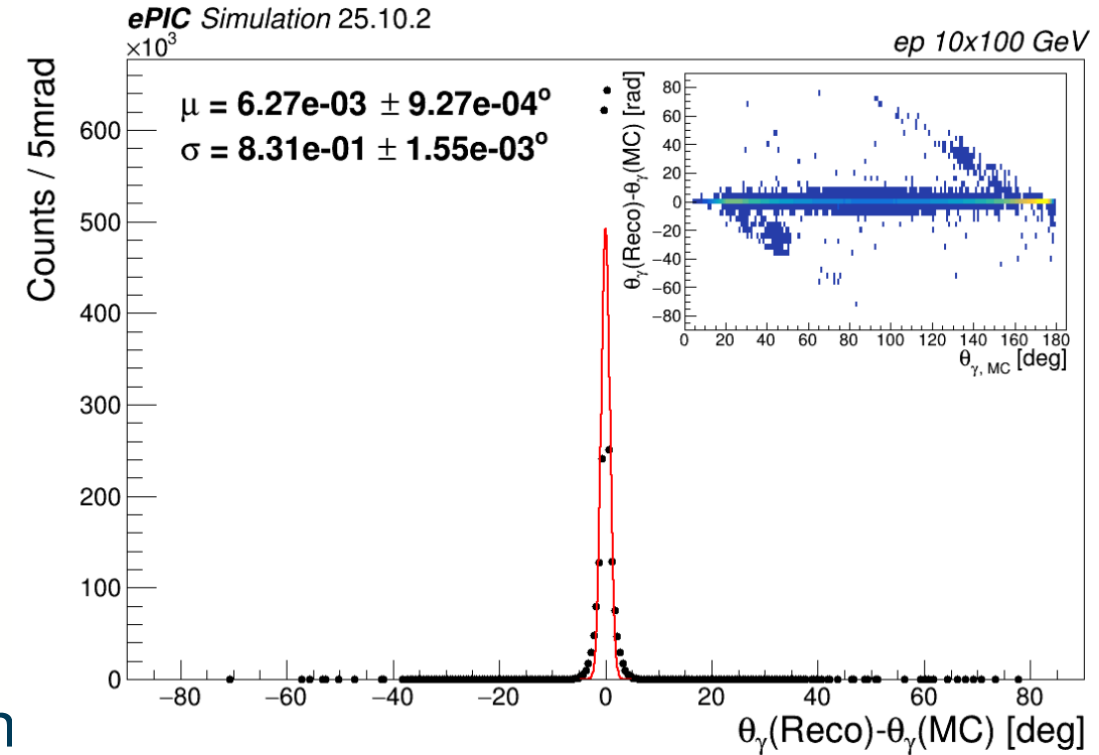 ePIC Simulation 25.10.2
×10³
ep 10x100 GeV
Counts / 5mrad
μ = 6.27e-03 ± 9.27e-04°
σ = 8.31e-01 ± 1.55e-03°
600
500
400
300
200
100
0
−80 −60 −40 −20 0 20 40 60 80
θγ(Reco)-θγ(MC) [deg]
θγ(Reco)-θγ(MC) [rad]
80
60
40
20
0
−20
−40
−60
−80
0 20 40 60 80 100 120 140 160 180
θγ, MC [deg]
n